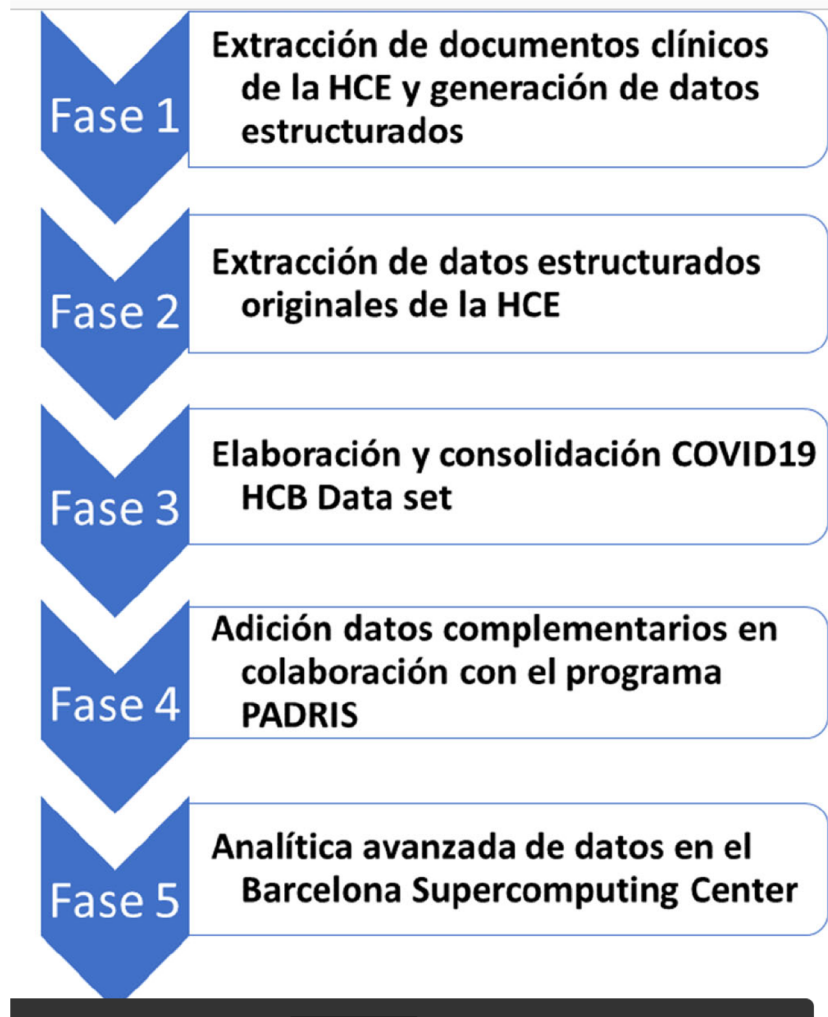 Fase 1
Extracción de documentos clínicos
de la HCE y generación de datos
estructurados
Fase 2
Extracción de datos estructurados
originales de la HCE
Fase 3
Elaboración y consolidación COVID19
HCB Data set
Fase 4
Adición datos complementarios en
colaboración con el programa
PADRIS
Fase 5
Analítica avanzada de datos en el
Barcelona Supercomputing Center